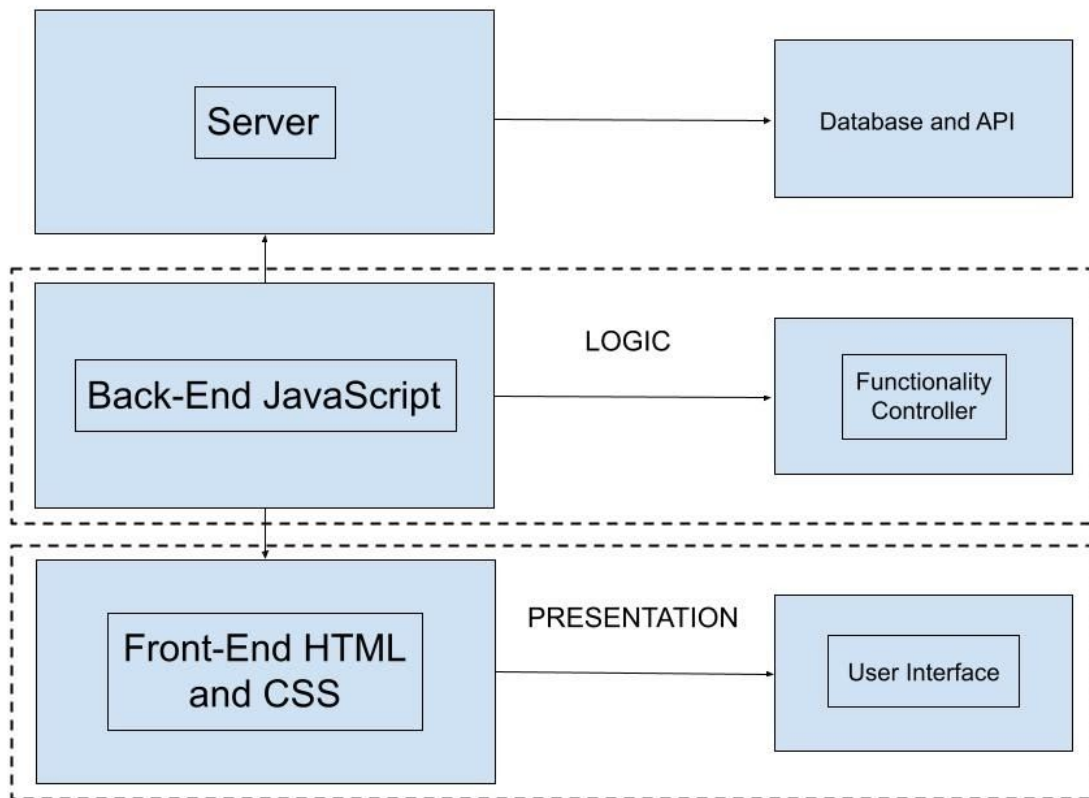 Server
Database and API
LOGIC
Back-End JavaScript
Functionality
Controller
PRESENTATION
Front-End HTML
and CSS
User Interface